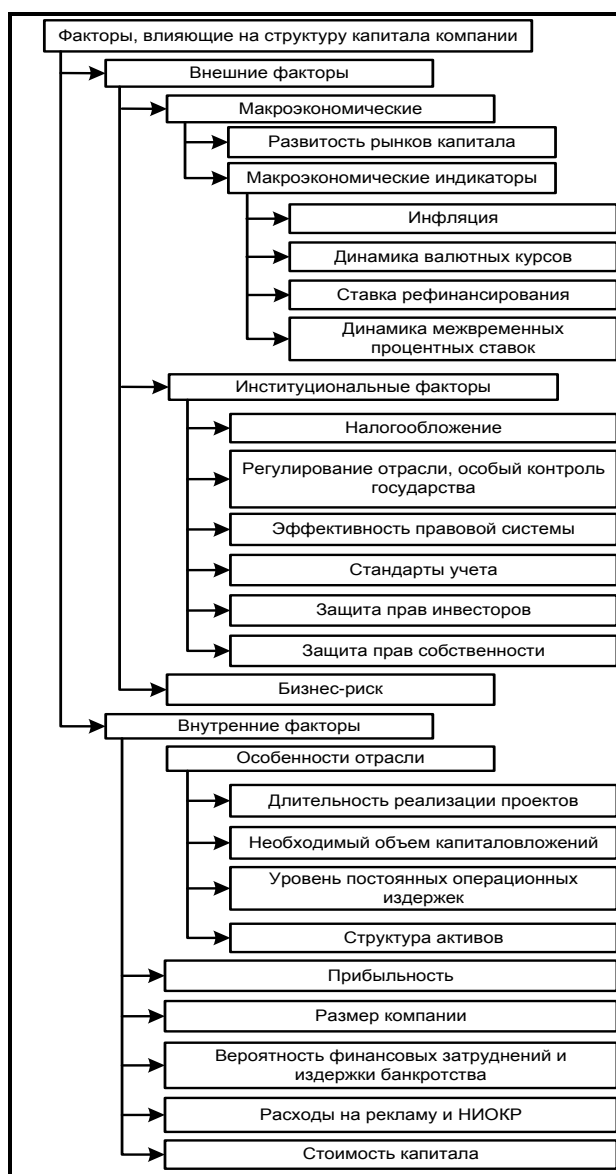 Факторы, влияющие на структуру капитала компании
Внешние факторы
Макроэкономические
Развитость рынков капитала
Макроэкономические индикаторы
Инфляция
Динамика валютных курсов
Ставка рефинансирования
Динамика межвременных
процентных ставок
Институциональные факторы
Налогообложение
Регулирование отрасли, особый контроль
государства
Эффективность правовой системы
Стандарты учета
Защита прав инвесторов
Защита прав собственности
Бизнес-риск
Внутренние факторы
Особенности отрасли
Длительность реализации проектов
Необходимый объем капиталовложений
Уровень постоянных операционных
издержек
Структура активов
Прибыльность
Размер компании
Вероятность финансовых затруднений и
издержки банкротства
Расходы на рекламу и НИОКР
Стоимость капитала